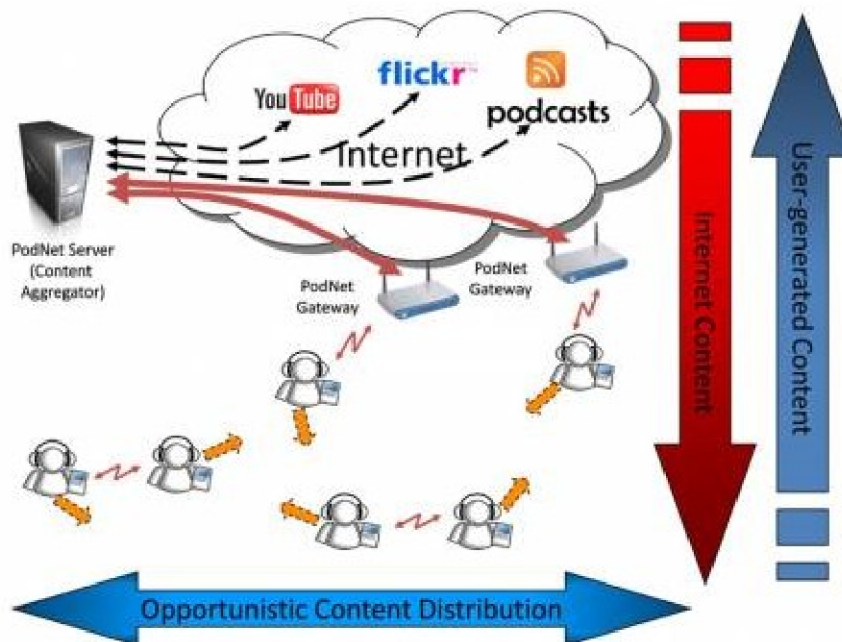 YouTube
flickr
podcasts
Internet
PodNet Server
(Content
Aggregator)
PodNet
Gateway
PodNet
Gateway
Internet Content
User-generated Content
Opportunistic Content Distribution